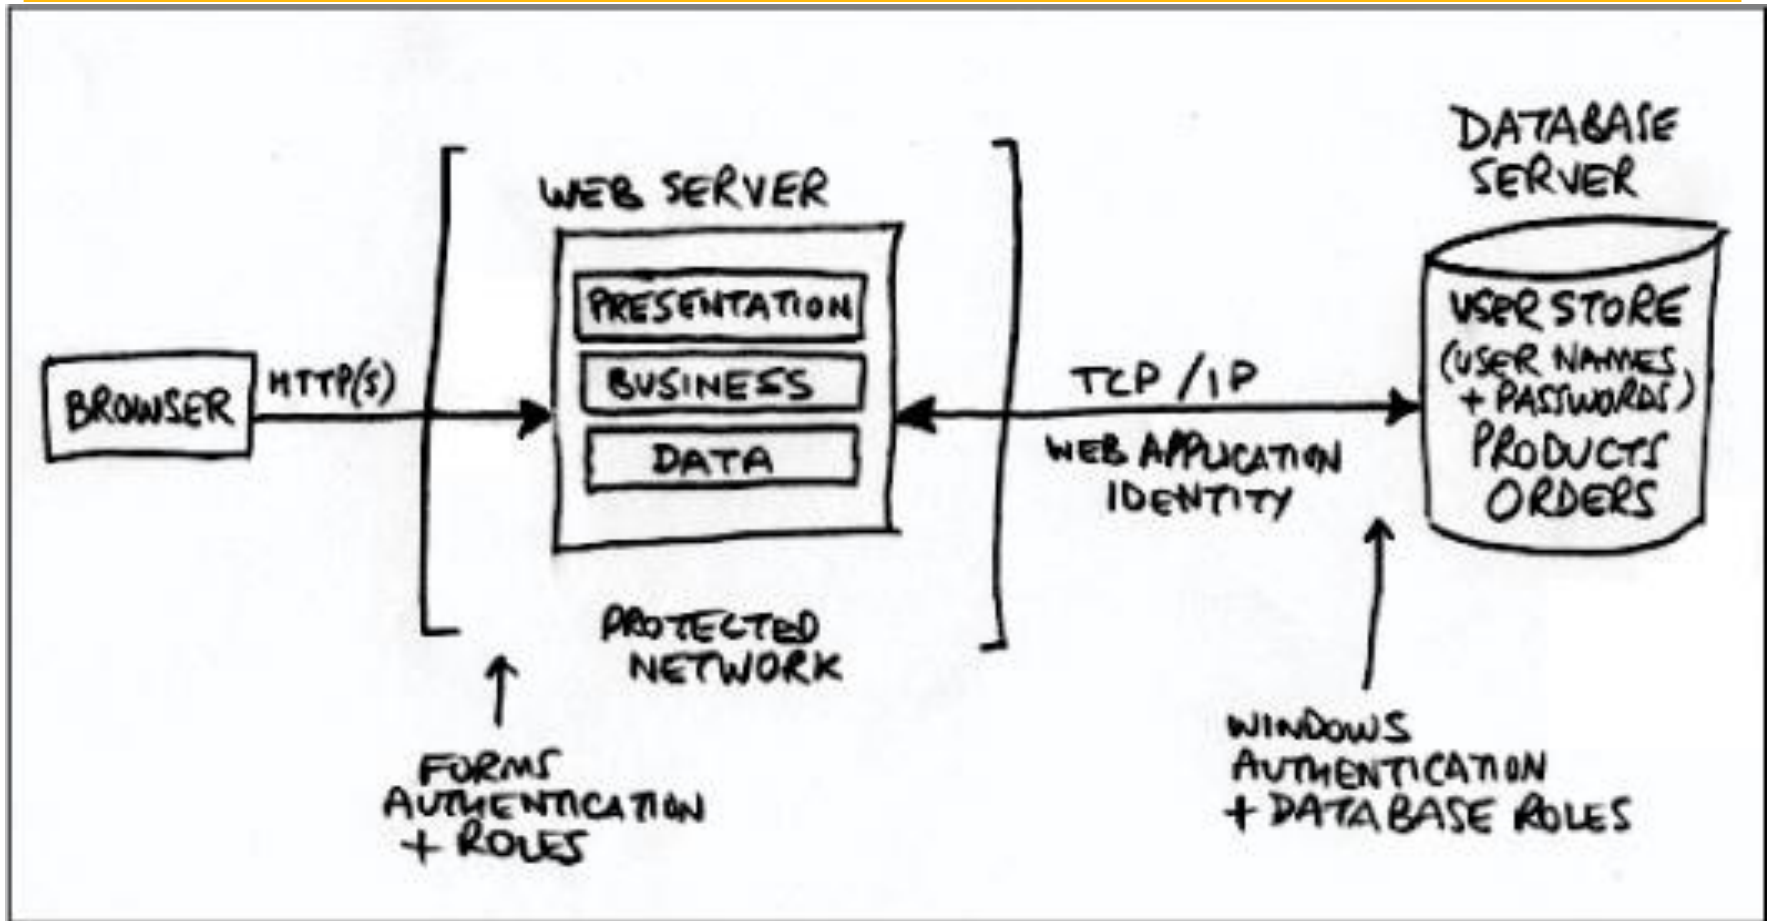 BROWSER
HTTP(S)
WEB SERVER
PRESENTATION
BUSINESS
DATA
PROTECTED
NETWORK
FORMS
AUTHENTICATION
+ ROLES
TCP/IP
WEB APPLICATION
IDENTITY
DATABASE
SERVER
USER STORE
(USER NAMES
+ PASSWORDS)
PRODUCTS
ORDERS
WINDOWS
AUTHENTICATION
+ DATABASE ROLES